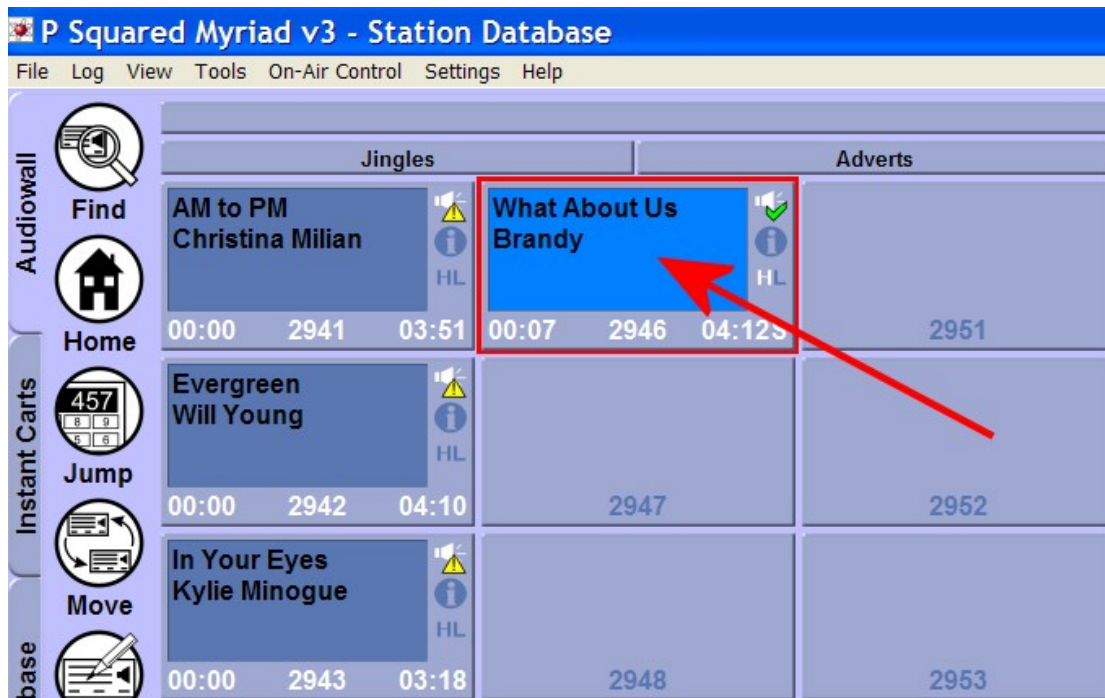 P Squared Myriad v3 - Station Database
File Log View Tools On-Air Control Settings Help
Audiowall
Instant Carts
base
Find
Home
457
8 9
5 6
Jump
Move
Jingles
Adverts
AM to PM
Christina Milian
HL
00:00 2941 03:51
What About Us
Brandy
HL
00:07 2946 04:12S
2951
Evergreen
Will Young
HL
00:00 2942 04:10
2947
2952
In Your Eyes
Kylie Minogue
HL
00:00 2943 03:18
2948
2953